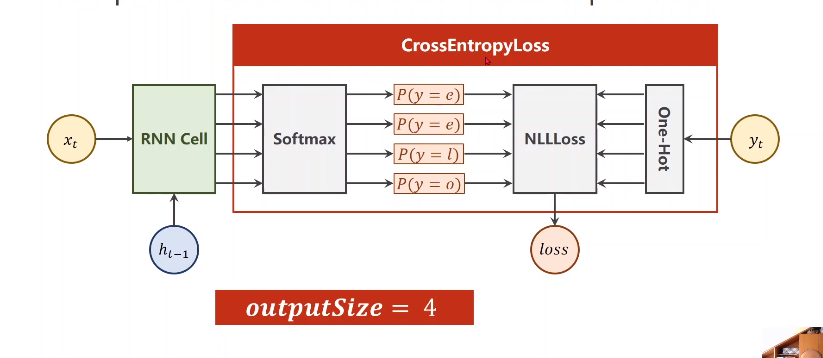 CrossEntropyLoss
x_t
RNN Cell
Softmax
P(y = e)
P(y = e)
P(y = l)
P(y = o)
NLLLoss
One-Hot
y_t
h_{t−1}
loss
outputSize = 4